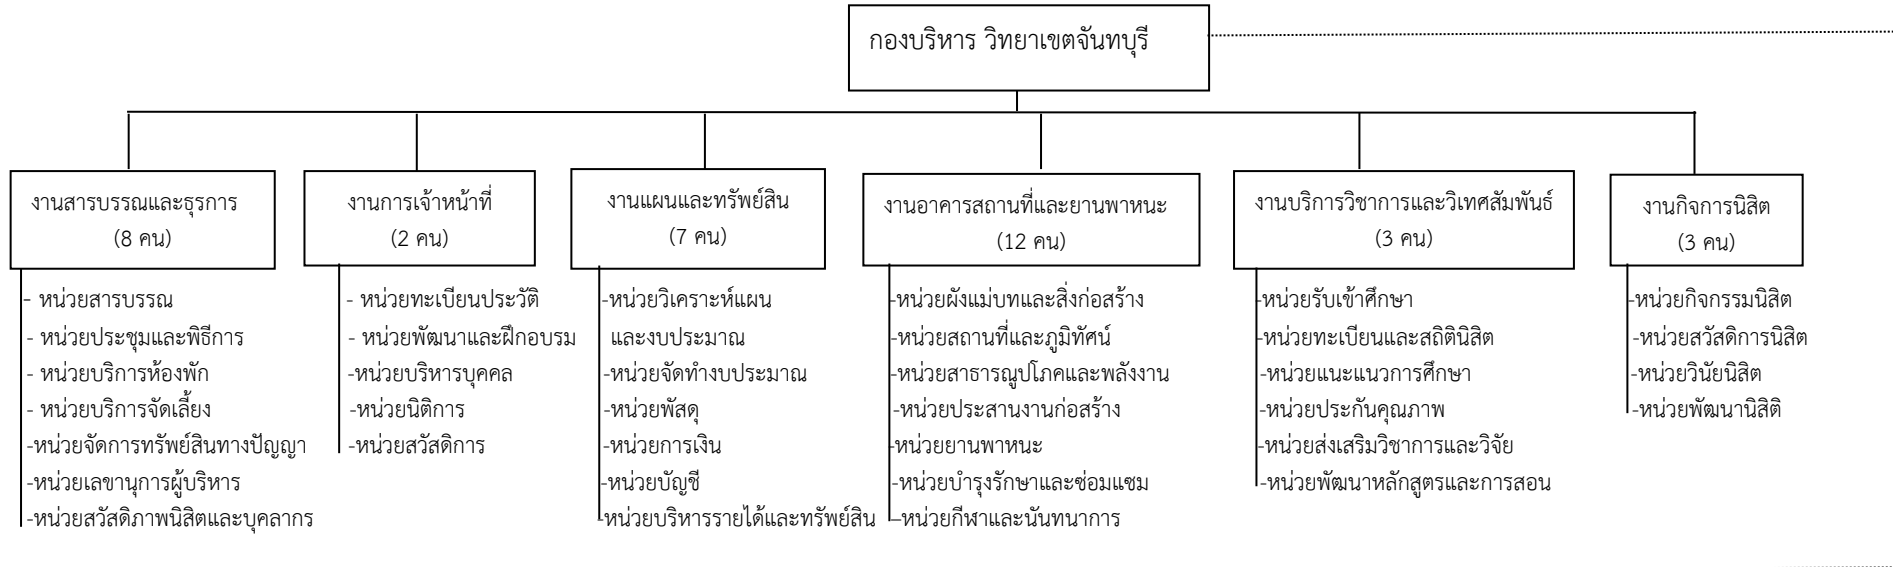 กองบริหาร วิทยาเขตจันทบุรี
งานสารบรรณและธุรการ
(8 คน)
- หน่วยสารบรรณ
- หน่วยประชุมและพิธีการ
- หน่วยบริการห้องพัก
- หน่วยบริการจัดเลี้ยง
-หน่วยจัดการทรัพย์สินทางปัญญา
-หน่วยเลขานุการผู้บริหาร
-หน่วยสวัสดิภาพนิสิตและบุคลากร
งานการเจ้าหน้าที่
(2 คน)
- หน่วยทะเบียนประวัติ
- หน่วยพัฒนาและฝึกอบรม
-หน่วยบริหารบุคคล
-หน่วยนิติการ
-หน่วยสวัสดิการ
งานแผนและทรัพย์สิน
(7 คน)
-หน่วยวิเคราะห์แผน
และงบประมาณ
-หน่วยจัดทำงบประมาณ
-หน่วยพัสดุ
-หน่วยการเงิน
-หน่วยบัญชี
-หน่วยบริหารรายได้และทรัพย์สิน
งานอาคารสถานที่และยานพาหนะ
(12 คน)
-หน่วยผังแม่บทและสิ่งก่อสร้าง
-หน่วยสถานที่และภูมิทัศน์
-หน่วยสาธารณูปโภคและพลังงาน
-หน่วยประสานงานก่อสร้าง
-หน่วยยานพาหนะ
-หน่วยบำรุงรักษาและซ่อมแซม
-หน่วยกีฬาและนันทนาการ
งานบริการวิชาการและวิเทศสัมพันธ์
(3 คน)
-หน่วยรับเข้าศึกษา
-หน่วยทะเบียนและสถิตินิสิต
-หน่วยแนะแนวการศึกษา
-หน่วยประกันคุณภาพ
-หน่วยส่งเสริมวิชาการและวิจัย
-หน่วยพัฒนาหลักสูตรและการสอน
งานกิจการนิสิต
(3 คน)
-หน่วยกิจกรรมนิสิต
-หน่วยสวัสดิการนิสิต
-หน่วยวินัยนิสิต
-หน่วยพัฒนานิสิติ